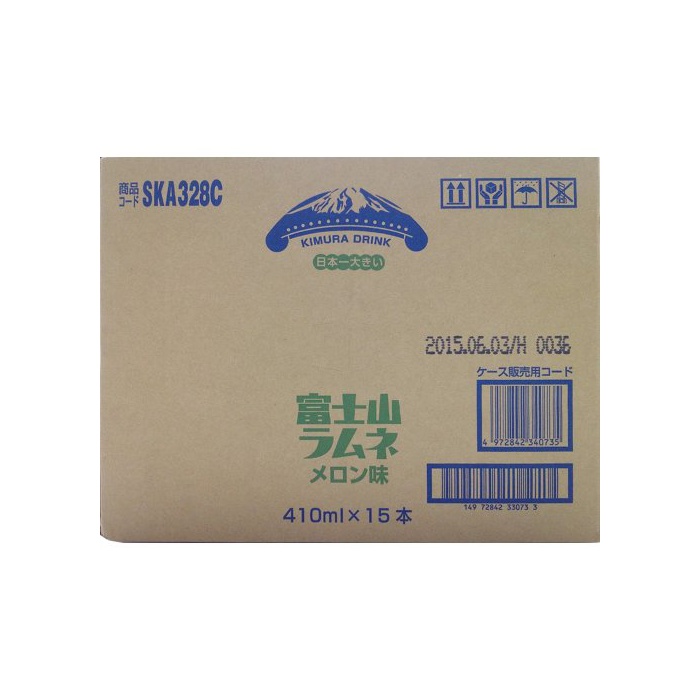 商品
コード SKA328C
KIMURA DRINK
日本一大きい
2015.06.03/H 0036
ケース販売用コード
4 972842 340735
富士山
ラムネ
メロン味
149 72842 33073 3
410ml×15本